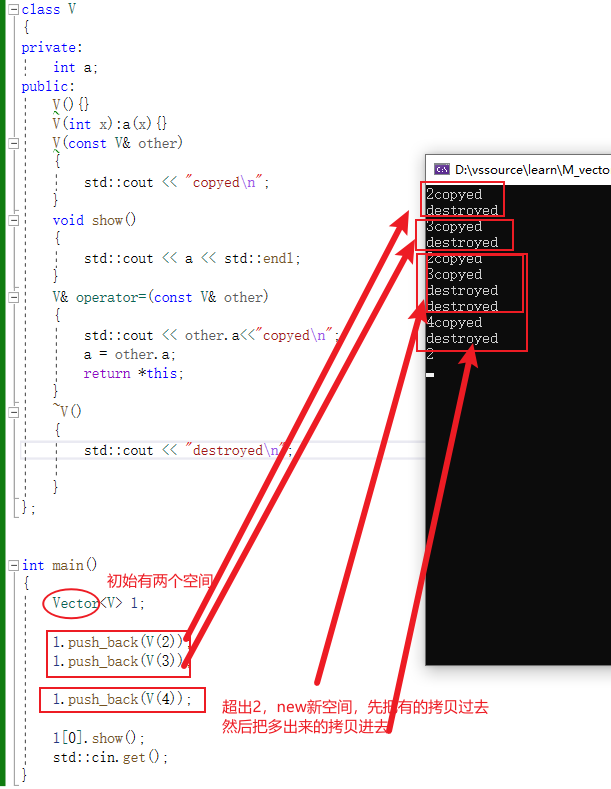 class V
{
private:
int a;
public:
V(){}
V(int x):a(x){}
V(const V& other)
{
std::cout << "copyed\n";
}
void show()
{
std::cout << a << std::endl;
}
V& operator=(const V& other)
{
std::cout << other.a<<"copyed\n";
a = other.a;
return *this;
}
~V()
{
std::cout << "destroyed\n";
}
};
int main()
{
初始有两个空间
Vector<V> l;
l.push_back(V(2));
l.push_back(V(3));
l.push_back(V(4));
超出2，new新空间，先把有的拷贝过去
然后把多出来的拷贝进去
l[0].show();
std::cin.get();
}
D:\vssource\learn\M_vecto
2copyed
destroyed
3copyed
destroyed
2copyed
3copyed
destroyed
destroyed
4copyed
destroyed
2